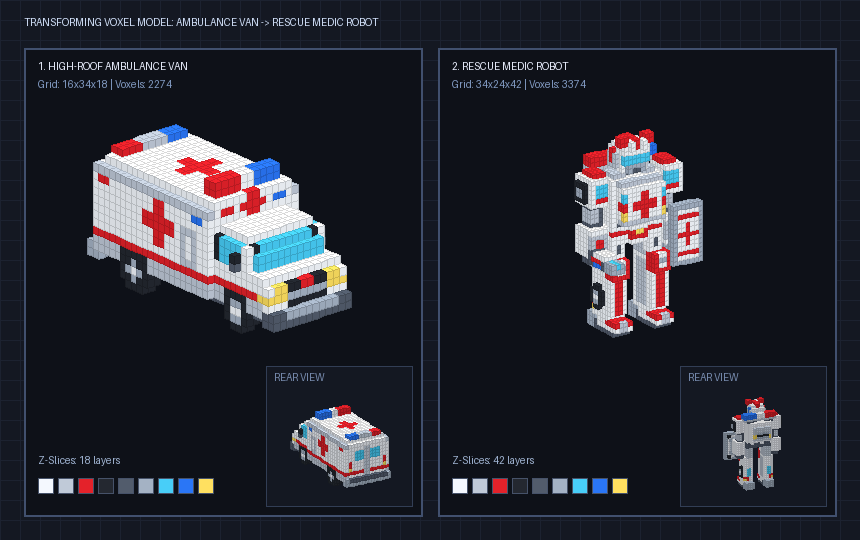 TRANSFORMING VOXEL MODEL: AMBULANCE VAN -> RESCUE MEDIC ROBOT
1. HIGH-ROOF AMBULANCE VAN
Grid: 16x34x18 | Voxels: 2274
REAR VIEW
Z-Slices: 18 layers
2. RESCUE MEDIC ROBOT
Grid: 34x24x42 | Voxels: 3374
REAR VIEW
Z-Slices: 42 layers